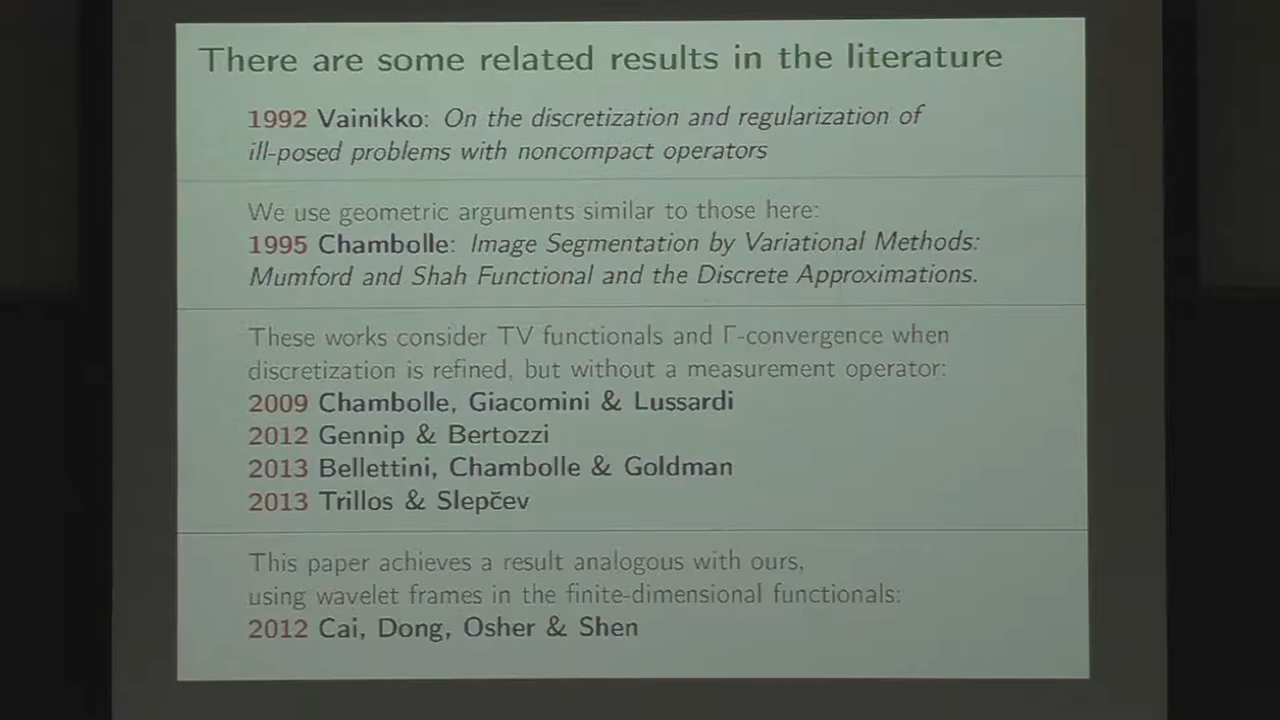 There are some related results in the literature
1992 Vainikko: On the discretization and regularization of
ill-posed problems with noncompact operators
We use geometric arguments similar to those here:
1995 Chambolle: Image Segmentation by Variational Methods:
Mumford and Shah Functional and the Discrete Approximations.
These works consider TV functionals and Γ-convergence when
discretization is refined, but without a measurement operator:
2009 Chambolle, Giacomini & Lussardi
2012 Gennip & Bertozzi
2013 Bellettini, Chambolle & Goldman
2013 Trillos & Slepčev
This paper achieves a result analogous with ours,
using wavelet frames in the finite-dimensional functionals:
2012 Cai, Dong, Osher & Shen